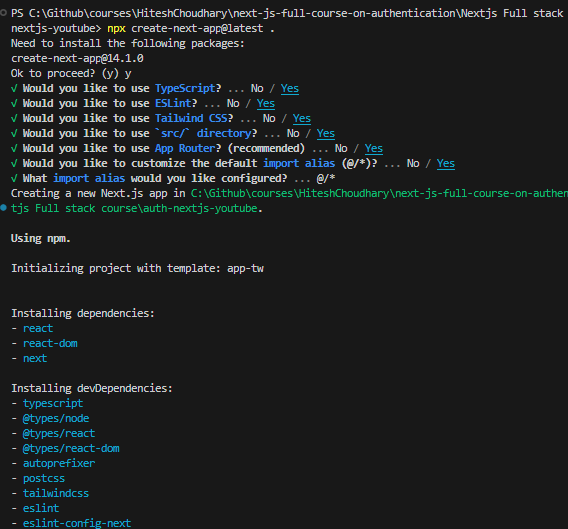 PS C:\Github\courses\HiteshChoudhary\next-js-full-course-on-authentication\Nextjs Full stack
nextjs-youtube> npx create-next-app@latest .
Need to install the following packages:
create-next-app@14.1.0
Ok to proceed? (y) y
√ Would you like to use TypeScript? ... No / Yes
√ Would you like to use ESLint? ... No / Yes
√ Would you like to use Tailwind CSS? ... No / Yes
√ Would you like to use `src/` directory? ... No / Yes
√ Would you like to use App Router? (recommended) ... No / Yes
√ Would you like to customize the default import alias (@/*)? ... No / Yes
√ What import alias would you like configured? ... @/*
Creating a new Next.js app in C:\Github\courses\HiteshChoudhary\next-js-full-course-on-authen
tjs Full stack course\auth-nextjs-youtube.
Using npm.
Initializing project with template: app-tw
Installing dependencies:
- react
- react-dom
- next
Installing devDependencies:
- typescript
- @types/node
- @types/react
- @types/react-dom
- autoprefixer
- postcss
- tailwindcss
- eslint
- eslint-config-next